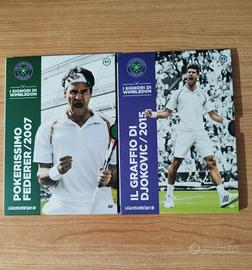 I SIGNORI DI
WIMBLEDON
POKERISSIMO
FEDERER/2007
La Gazzetta dello Sport
I SIGNORI DI
WIMBLEDON
IL GRAFFIO DI
DJOKOVIC/2015
La Gazzetta dello Sport
subito